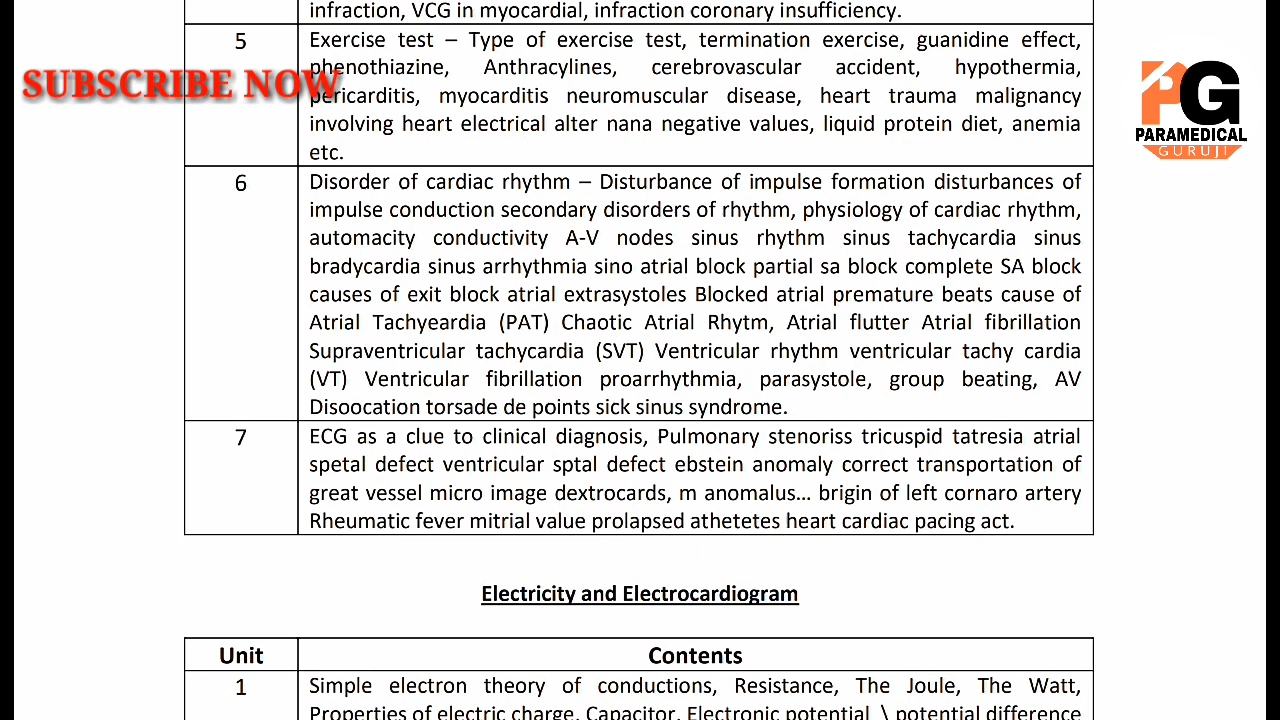 infraction, VCG in myocardial, infraction coronary insufficiency.
5
Exercise test – Type of exercise test, termination exercise, guanidine effect,
phenothiazine, Anthracylines, cerebrovascular accident, hypothermia,
pericarditis, myocarditis neuromuscular disease, heart trauma malignancy
involving heart electrical alter nana negative values, liquid protein diet, anemia
etc.
SUBSCRIBE NOW
PG
PARAMEDICAL
GURUJI
6
Disorder of cardiac rhythm – Disturbance of impulse formation disturbances of
impulse conduction secondary disorders of rhythm, physiology of cardiac rhythm,
automacity conductivity A-V nodes sinus rhythm sinus tachycardia sinus
bradycardia sinus arrhythmia sino atrial block partial sa block complete SA block
causes of exit block atrial extrasystoles Blocked atrial premature beats cause of
Atrial Tachyeardia (PAT) Chaotic Atrial Rhytm, Atrial flutter Atrial fibrillation
Supraventricular tachycardia (SVT) Ventricular rhythm ventricular tachy cardia
(VT) Ventricular fibrillation proarrhythmia, parasystole, group beating, AV
Disoocation torsade de points sick sinus syndrome.
7
ECG as a clue to clinical diagnosis, Pulmonary stenoriss tricuspid tatresia atrial
spetal defect ventricular sptal defect ebstein anomaly correct transportation of
great vessel micro image dextrocards, m anomalus... brigin of left cornaro artery
Rheumatic fever mitrial value prolapsed athetetes heart cardiac pacing act.
Electricity and Electrocardiogram
Unit
Contents
1
Simple electron theory of conductions, Resistance, The Joule, The Watt,
Properties of electric charge, Capacitor, Electronic potential \ potential difference